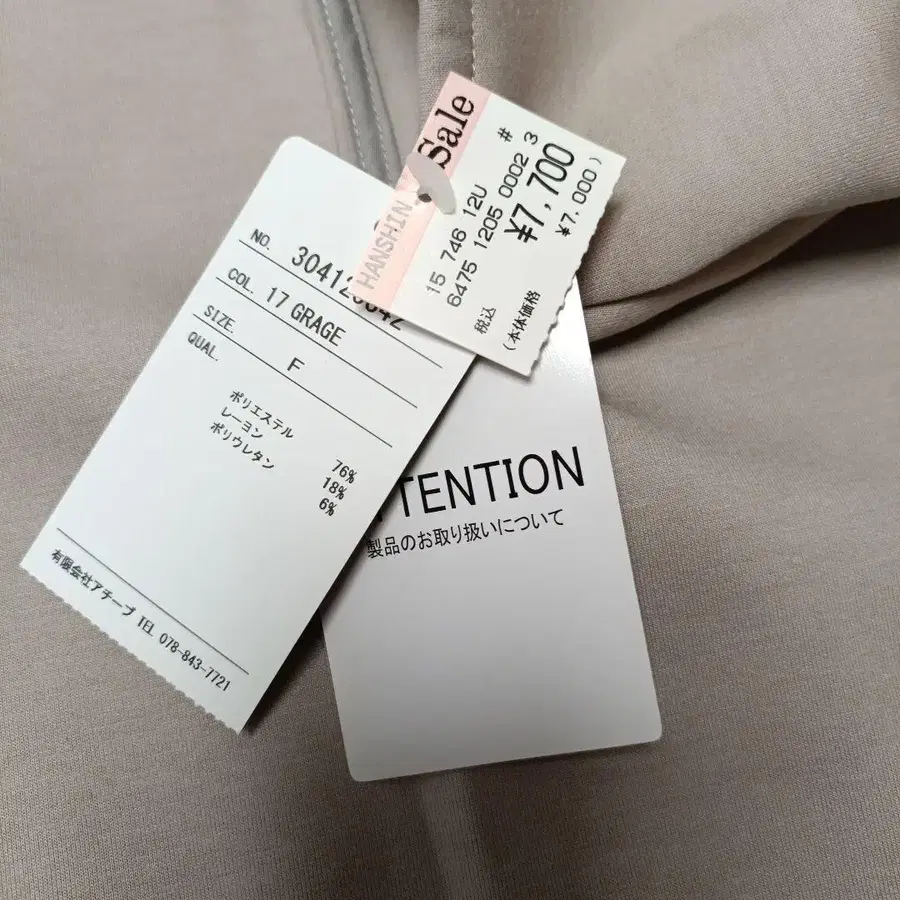 HANSHIN Sale
15 746 12U #
6475 1205 0002 3
税込 ¥7,700
(本体価格 ¥7,000)
NO.
COL. 17 GRAGE
SIZE. F
QUAL.
ポリエステル 76%
レーヨン 18%
ポリウレタン 6%
有限会社アチーブ TEL 078-843-7721
TENTION
製品のお取り扱いについて